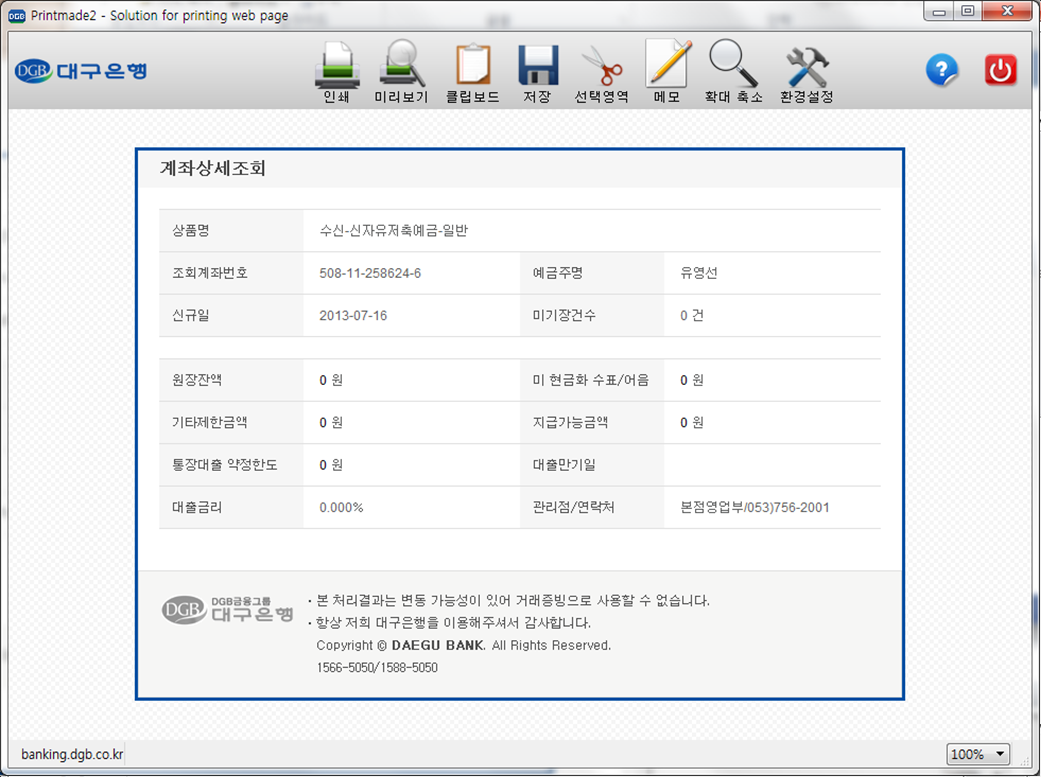 DGB Printmade2 - Solution for printing web page
DGB 대구은행
인쇄 미리보기 클립보드 저장 선택영역 메모 확대 축소 환경설정
계좌상세조회
상품명 수신-신자유저축예금-일반
조회계좌번호 508-11-258624-6 예금주명 유영선
신규일 2013-07-16 미기장건수 0 건
원장잔액 0 원 미 현금화 수표/어음 0 원
기타제한금액 0 원 지급가능금액 0 원
통장대출 약정한도 0 원 대출만기일
대출금리 0.000% 관리점/연락처 본점영업부/053)756-2001
DGB DGB금융그룹 대구은행
· 본 처리결과는 변동 가능성이 있어 거래증빙으로 사용할 수 없습니다.
· 항상 저희 대구은행을 이용해주셔서 감사합니다.
Copyright © DAEGU BANK. All Rights Reserved.
1566-5050/1588-5050
banking.dgb.co.kr 100%